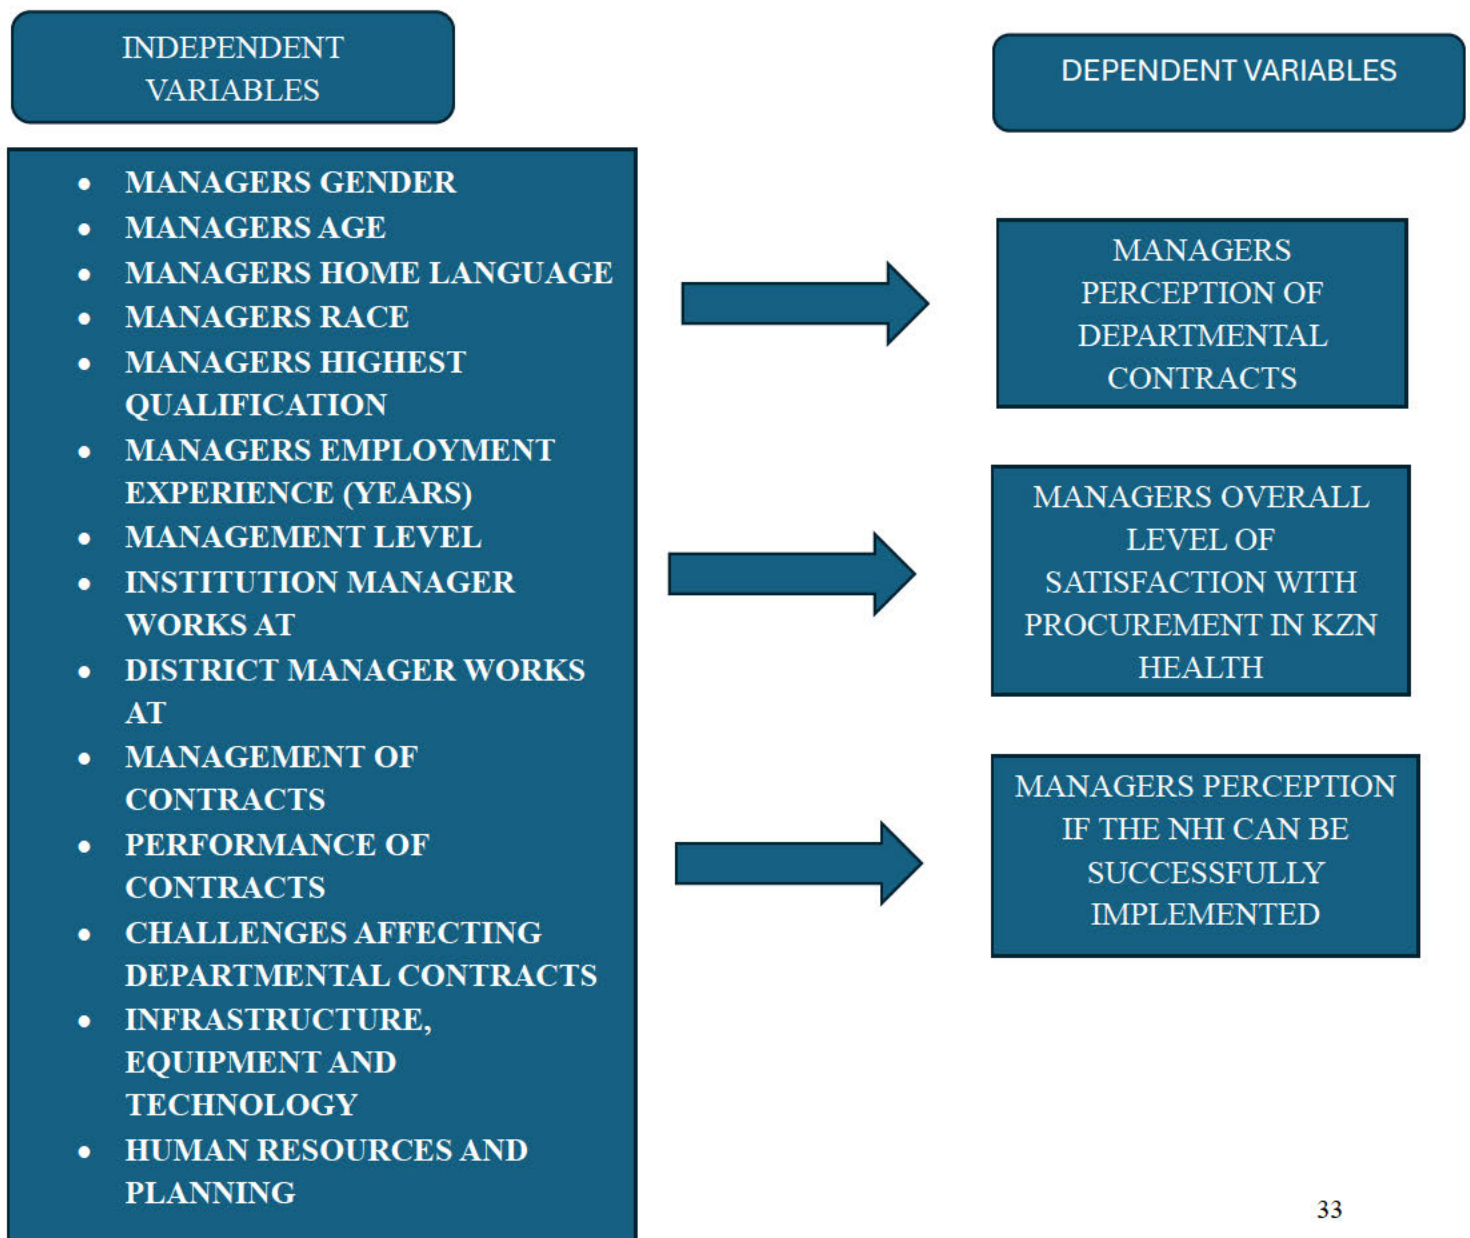 INDEPENDENT
VARIABLES
DEPENDENT VARIABLES
• MANAGERS GENDER
• MANAGERS AGE
• MANAGERS HOME LANGUAGE
• MANAGERS RACE
• MANAGERS HIGHEST
QUALIFICATION
• MANAGERS EMPLOYMENT
EXPERIENCE (YEARS)
• MANAGEMENT LEVEL
• INSTITUTION MANAGER
WORKS AT
• DISTRICT MANAGER WORKS
AT
• MANAGEMENT OF
CONTRACTS
• PERFORMANCE OF
CONTRACTS
• CHALLENGES AFFECTING
DEPARTMENTAL CONTRACTS
• INFRASTRUCTURE,
EQUIPMENT AND
TECHNOLOGY
• HUMAN RESOURCES AND
PLANNING
MANAGERS
PERCEPTION OF
DEPARTMENTAL
CONTRACTS
MANAGERS OVERALL
LEVEL OF
SATISFACTION WITH
PROCUREMENT IN KZN
HEALTH
MANAGERS PERCEPTION
IF THE NHI CAN BE
SUCCESSFULLY
IMPLEMENTED
33